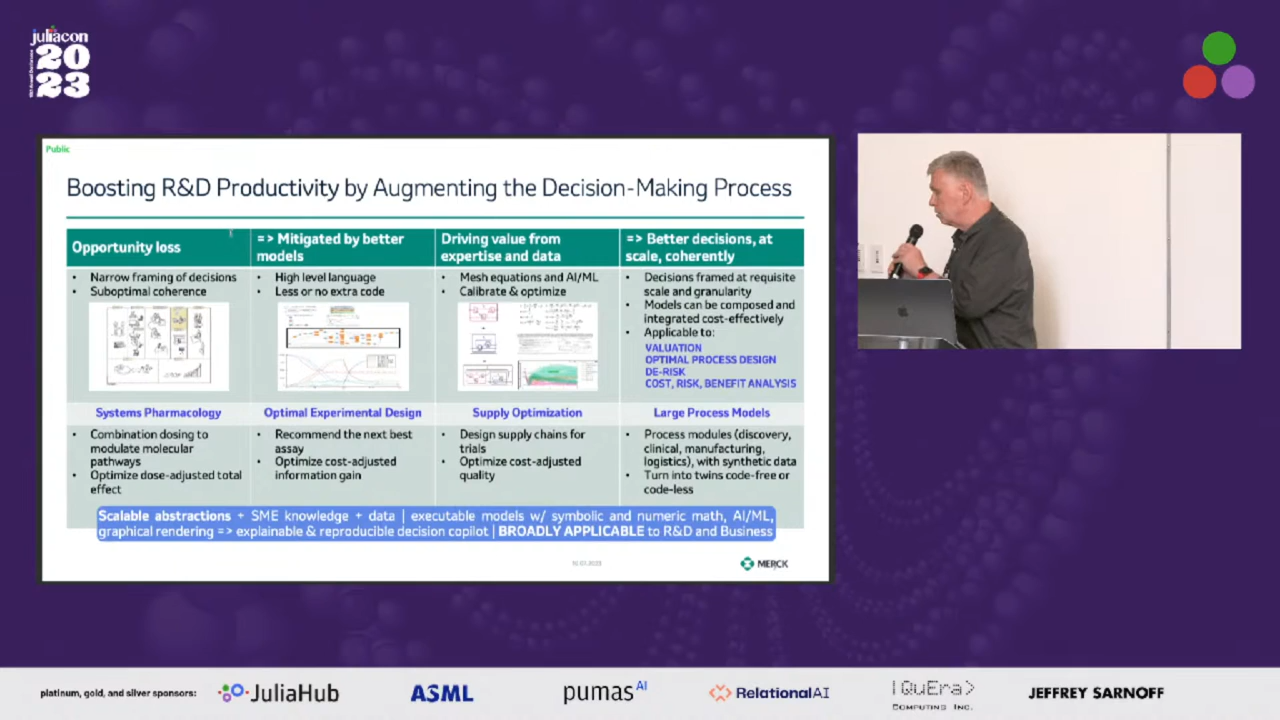 juliacon
20
23
Public
Boosting R&D Productivity by Augmenting the Decision-Making Process
Opportunity loss
=> Mitigated by better
models
Driving value from
expertise and data
=> Better decisions, at
scale, coherently
• Narrow framing of decisions
• Suboptimal coherence
• High level language
• Less or no extra code
• Mesh equations and AI/ML
• Calibrate & optimize
• Decisions framed at requisite
scale and granularity
• Models can be composed and
integrated cost-effectively
• Applicable to:
VALUATION
OPTIMAL PROCESS DESIGN
DE-RISK
COST, RISK, BENEFIT ANALYSIS
Systems Pharmacology
Optimal Experimental Design
Supply Optimization
Large Process Models
• Combination dosing to
modulate molecular
pathways
• Optimize dose-adjusted total
effect
• Recommend the next best
assay
• Optimize cost-adjusted
information gain
• Design supply chains for
trials
• Optimize cost-adjusted
quality
• Process modules (discovery,
clinical, manufacturing,
logistics), with synthetic data
• Turn into twins code-free or
code-less
Scalable abstractions + SME knowledge + data | executable models w/ symbolic and numeric math, AI/ML,
graphical rendering => explainable & reproducible decision copilot | BROADLY APPLICABLE to R&D and Business
MERCK
platinum, gold, and silver sponsors:
JuliaHub
ASML
pumas AI
RelationalAI
|QuEra>
COMPUTING INC.
JEFFREY SARNOFF